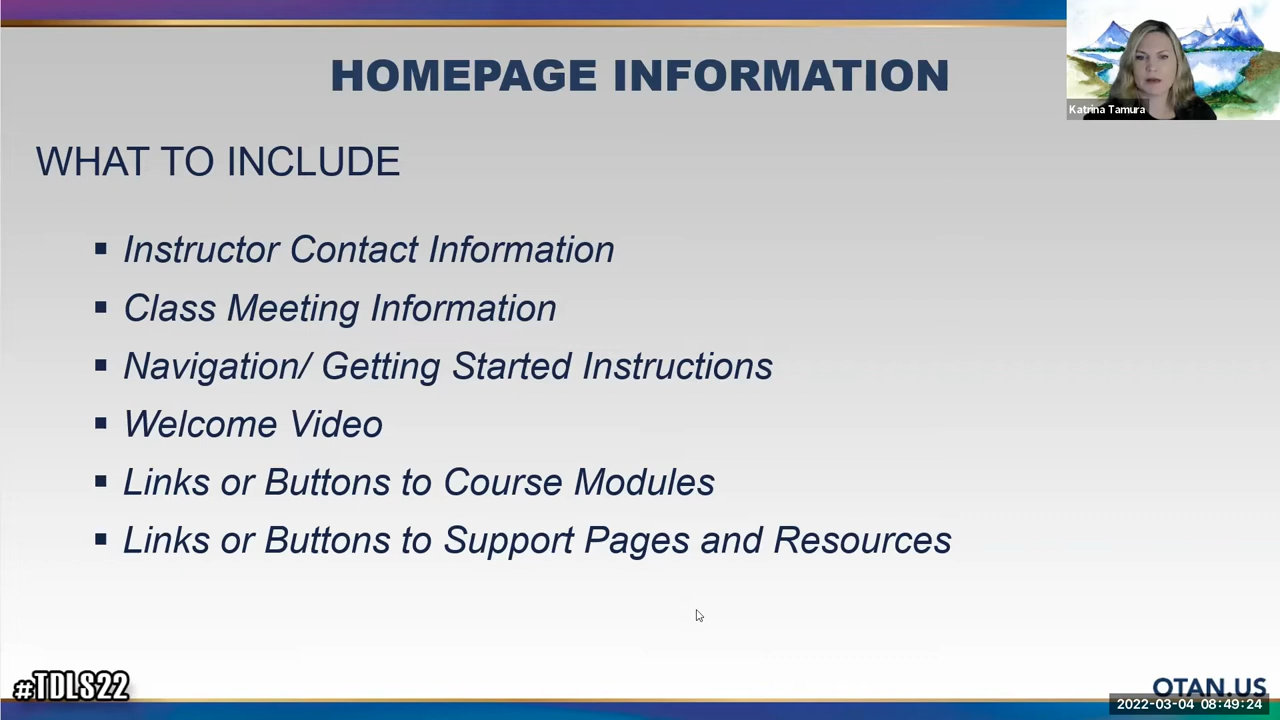 HOMEPAGE INFORMATION
Katrina Tamura
WHAT TO INCLUDE
▪ Instructor Contact Information
▪ Class Meeting Information
▪ Navigation/ Getting Started Instructions
▪ Welcome Video
▪ Links or Buttons to Course Modules
▪ Links or Buttons to Support Pages and Resources
#TDLS22
OTAN.US
2022-03-04 08:49:24